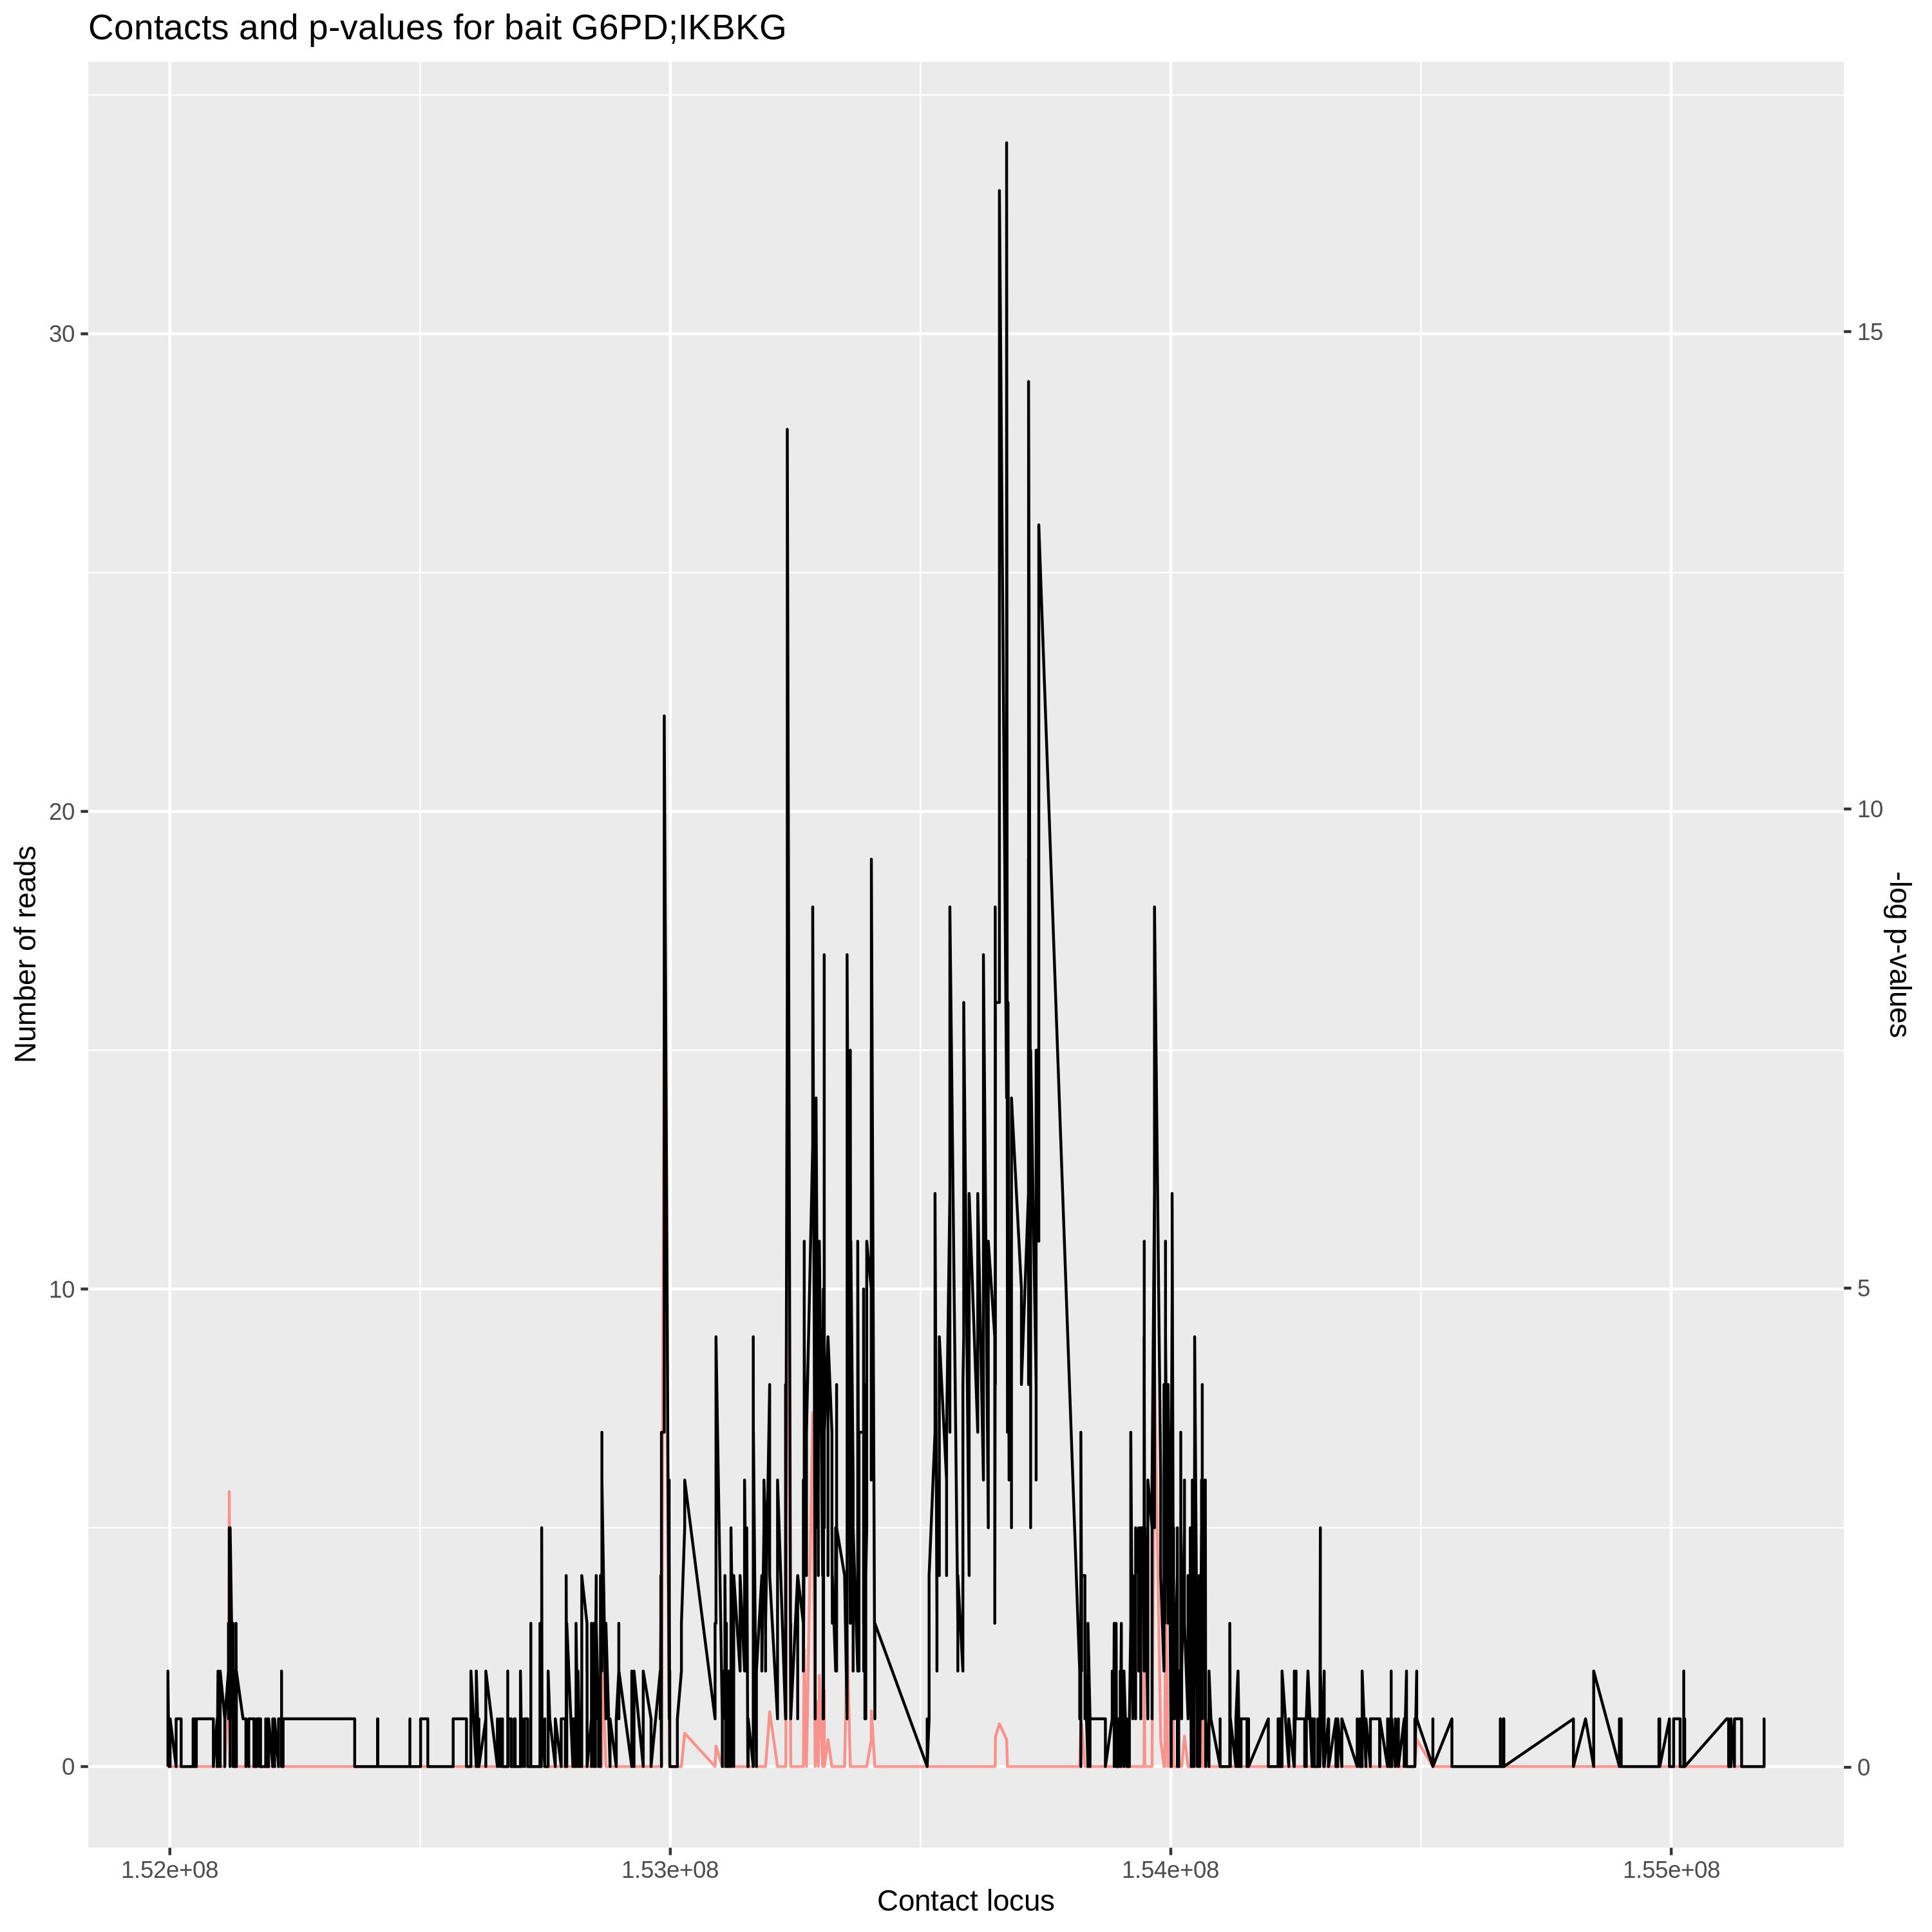 Contacts and p-values for bait G6PD;IKBKG
Number of reads
30
20
10
0
15
10
5
0
-log p-values
1.52e+08
1.53e+08
1.54e+08
1.55e+08
Contact locus